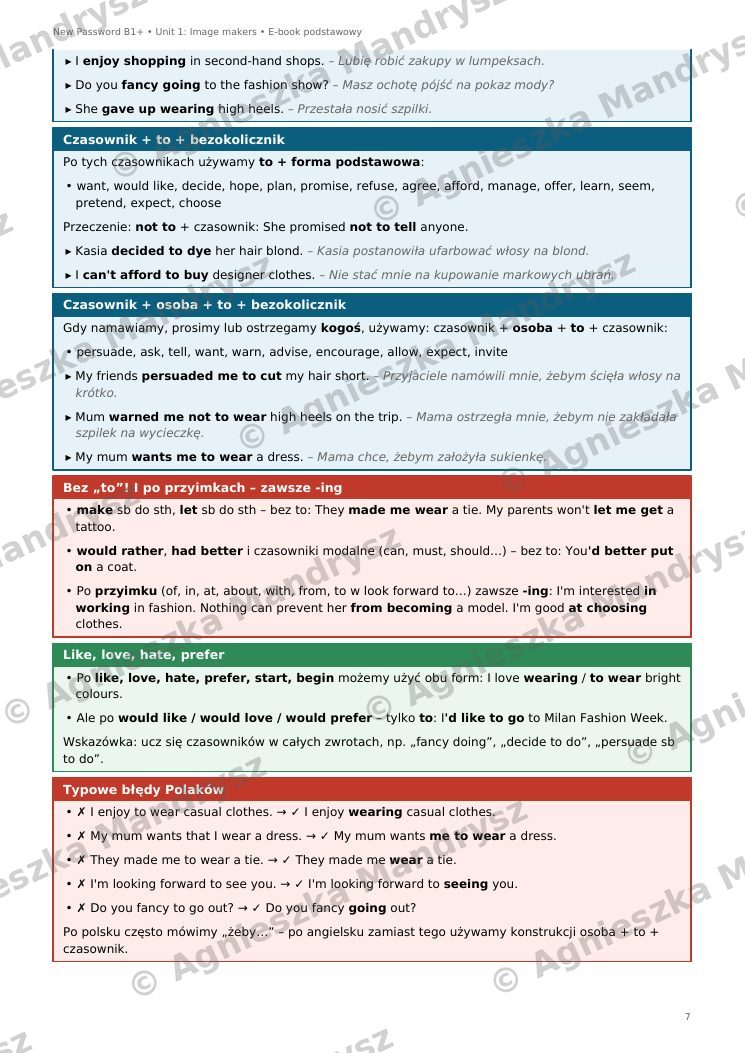 New Password B1+ • Unit 1: Image makers • E-book podstawowy
▸ I enjoy shopping in second-hand shops. – Lubię robić zakupy w lumpeksach.
▸ Do you fancy going to the fashion show? – Masz ochotę pójść na pokaz mody?
▸ She gave up wearing high heels. – Przestała nosić szpilki.
Czasownik + to + bezokolicznik
Po tych czasownikach używamy to + forma podstawowa:
• want, would like, decide, hope, plan, promise, refuse, agree, afford, manage, offer, learn, seem,
pretend, expect, choose
Przeczenie: not to + czasownik: She promised not to tell anyone.
▸ Kasia decided to dye her hair blond. – Kasia postanowiła ufarbować włosy na blond.
▸ I can't afford to buy designer clothes. – Nie stać mnie na kupowanie markowych ubrań.
Czasownik + osoba + to + bezokolicznik
Gdy namawiamy, prosimy lub ostrzegamy kogoś, używamy: czasownik + osoba + to + czasownik:
• persuade, ask, tell, want, warn, advise, encourage, allow, expect, invite
▸ My friends persuaded me to cut my hair short. – Przyjaciele namówili mnie, żebym ścięła włosy na
krótko.
▸ Mum warned me not to wear high heels on the trip. – Mama ostrzegła mnie, żebym nie zakładała
szpilek na wycieczkę.
▸ My mum wants me to wear a dress. – Mama chce, żebym założyła sukienkę.
Bez „to”! I po przyimkach – zawsze -ing
• make sb do sth, let sb do sth – bez to: They made me wear a tie. My parents won't let me get a
tattoo.
• would rather, had better i czasowniki modalne (can, must, should…) – bez to: You'd better put
on a coat.
• Po przyimku (of, in, at, about, with, from, to w look forward to…) zawsze -ing: I'm interested in
working in fashion. Nothing can prevent her from becoming a model. I'm good at choosing
clothes.
Like, love, hate, prefer
• Po like, love, hate, prefer, start, begin możemy użyć obu form: I love wearing / to wear bright
colours.
• Ale po would like / would love / would prefer – tylko to: I'd like to go to Milan Fashion Week.
Wskazówka: ucz się czasowników w całych zwrotach, np. „fancy doing”, „decide to do”, „persuade sb
to do”.
Typowe błędy Polaków
• ✗ I enjoy to wear casual clothes. → ✓ I enjoy wearing casual clothes.
• ✗ My mum wants that I wear a dress. → ✓ My mum wants me to wear a dress.
• ✗ They made me to wear a tie. → ✓ They made me wear a tie.
• ✗ I'm looking forward to see you. → ✓ I'm looking forward to seeing you.
• ✗ Do you fancy to go out? → ✓ Do you fancy going out?
Po polsku często mówimy „żeby…” – po angielsku zamiast tego używamy konstrukcji osoba + to +
czasownik.
7
© Agnieszka Mandrysz